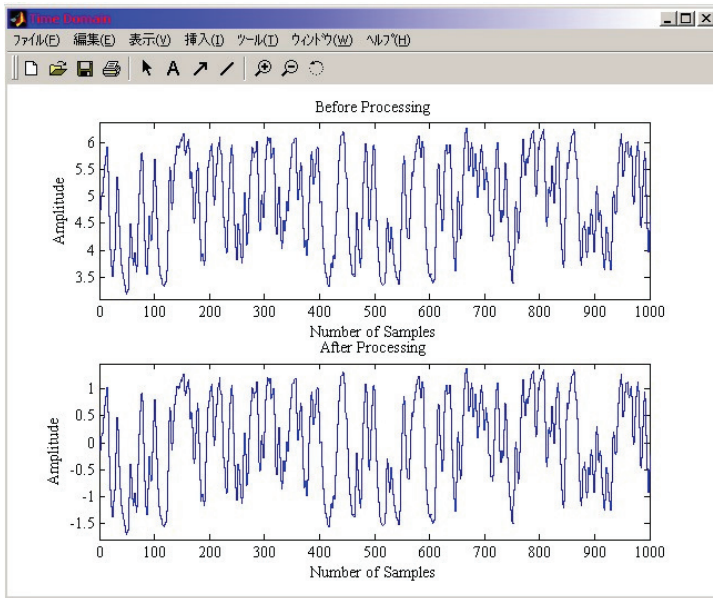 Time Domain
ファイル(F) 編集(E) 表示(V) 挿入(I) ツール(T) ウィンドウ(W) ヘルプ(H)
A
Before Processing
Amplitude
6
5.5
5
4.5
4
3.5
0 100 200 300 400 500 600 700 800 900 1000
Number of Samples
After Processing
Amplitude
1
0.5
0
-0.5
-1
-1.5
0 100 200 300 400 500 600 700 800 900 1000
Number of Samples